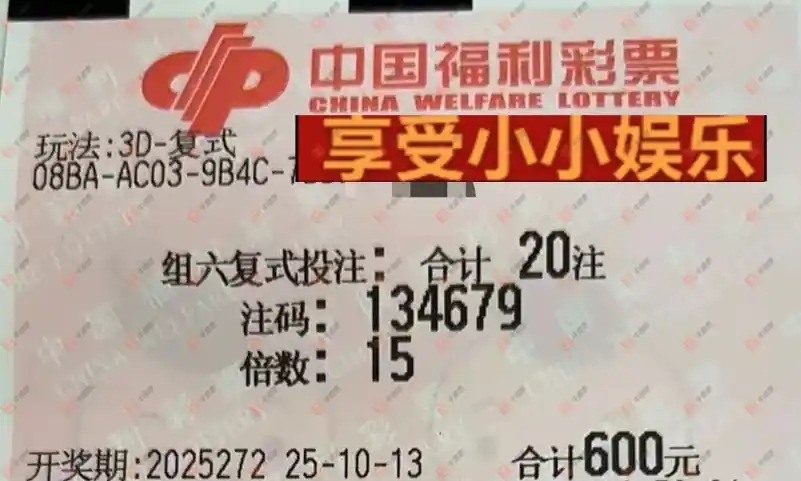 中国福利彩票
CHINA WELFARE LOTTERY
玩法:3D-复式
享受小小娱乐
08BA-AC03-9B4C-
组六复式投注: 合计 20注
注码: 134679
倍数: 15
开奖期:2025272 25-10-13 合计600元